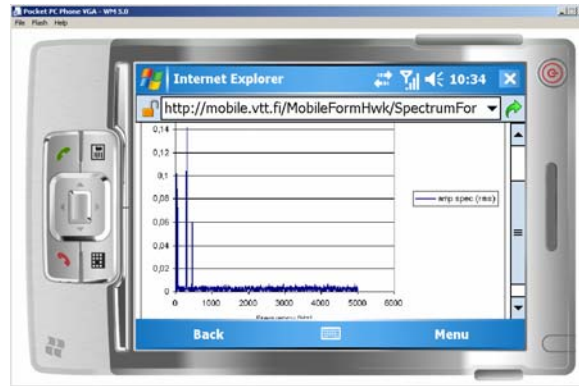 Pocket PC Phone VGA - WM 5.0
File Flash Help
Internet Explorer
10:34
http://mobile.vtt.fi/MobileFormHwk/SpectrumFor
0,14
0,12
0,1
0,08
0,06
0,04
0,02
0
0 1000 2000 3000 4000 5000 6000
amp spec (rms)
Back Menu